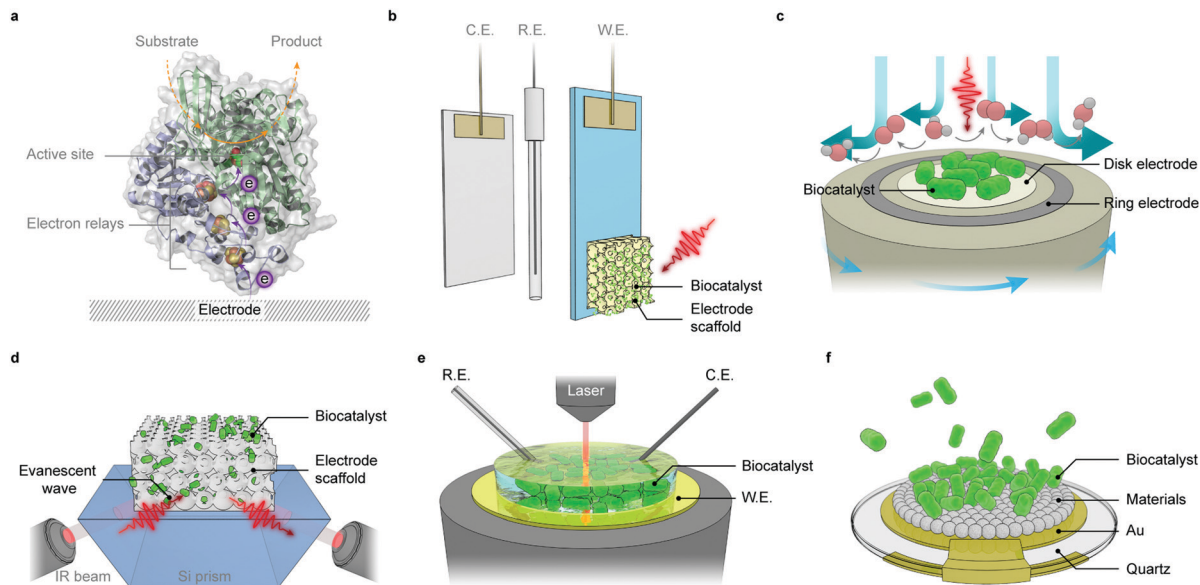 a
Substrate
Product
Active site
e
e
Electron relays
e
Electrode
b
C.E.
R.E.
W.E.
Biocatalyst
Electrode
scaffold
c
Disk electrode
Biocatalyst
Ring electrode
d
Biocatalyst
Evanescent
wave
Electrode
scaffold
IR beam
Si prism
e
R.E.
Laser
C.E.
Biocatalyst
W.E.
f
Biocatalyst
Materials
Au
Quartz